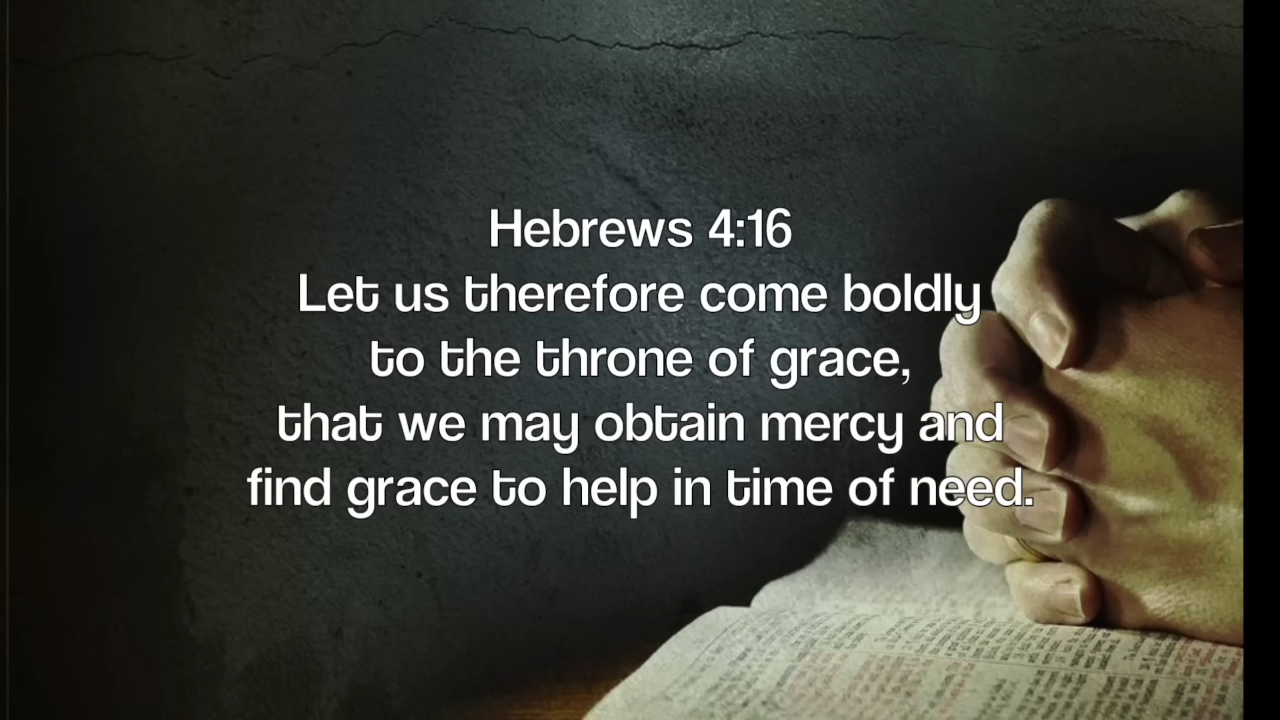 Hebrews 4:16
Let us therefore come boldly
to the throne of grace,
that we may obtain mercy and
find grace to help in time of need.